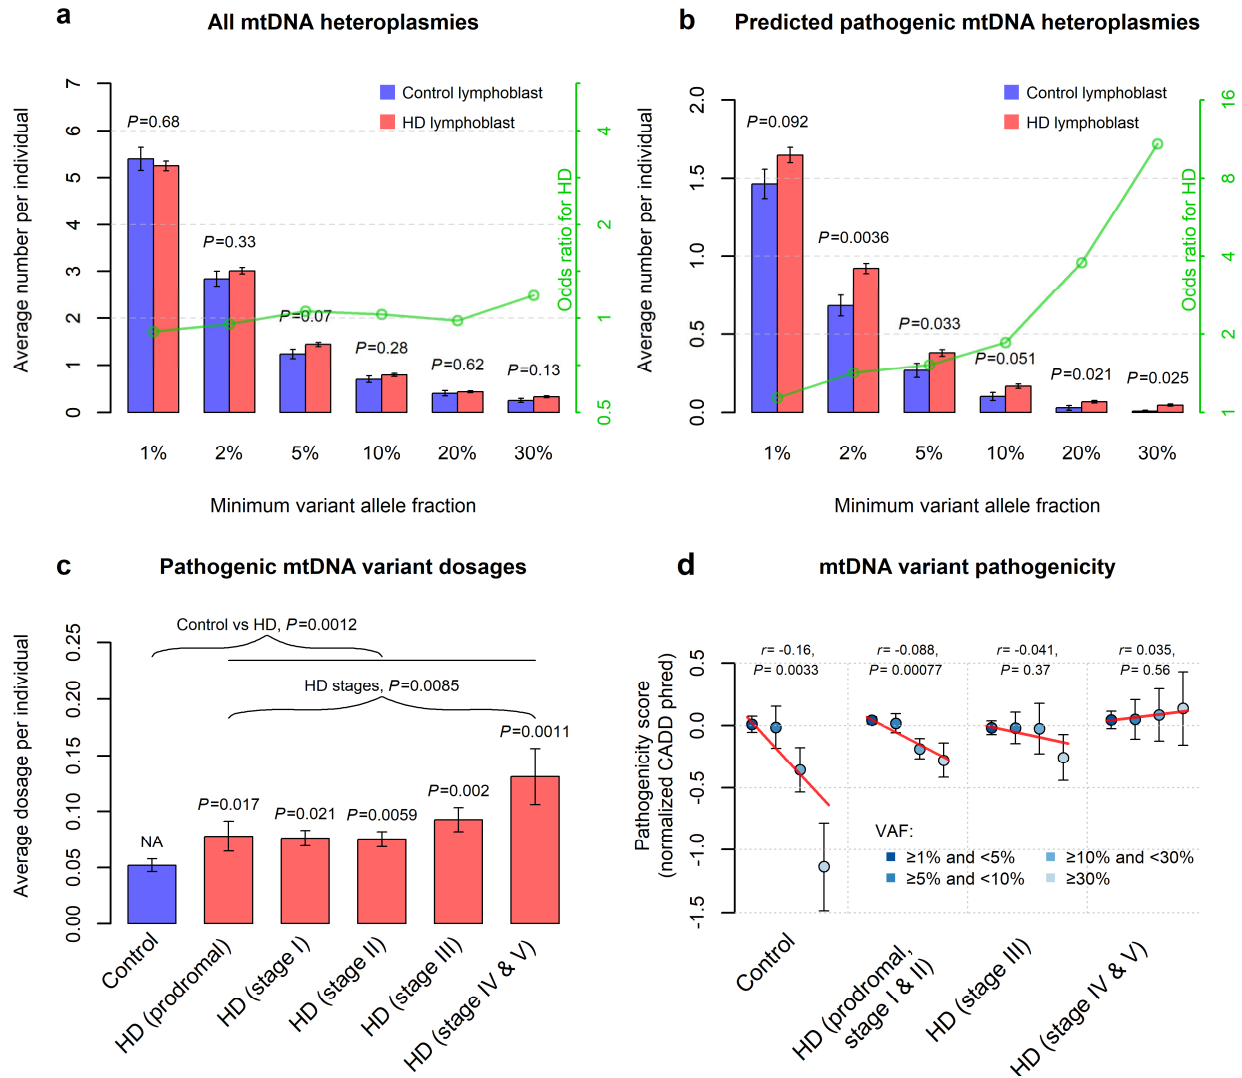 a
All mtDNA heteroplasmies
Average number per individual
7
6
5
4
3
2
1
0
Control lymphoblast
HD lymphoblast
P=0.68
P=0.33
P=0.07
P=0.28
P=0.62
P=0.13
4
2
1
0.5
Odds ratio for HD
1%
2%
5%
10%
20%
30%
Minimum variant allele fraction
b
Predicted pathogenic mtDNA heteroplasmies
Average number per individual
2.0
1.5
1.0
0.5
0.0
Control lymphoblast
HD lymphoblast
P=0.092
P=0.0036
P=0.033
P=0.051
P=0.021
P=0.025
16
8
4
2
1
Odds ratio for HD
1%
2%
5%
10%
20%
30%
Minimum variant allele fraction
c
Pathogenic mtDNA variant dosages
Average dosage per individual
0.25
0.20
0.15
0.10
0.05
0.00
Control vs HD, P=0.0012
HD stages, P=0.0085
NA
P=0.017
P=0.021
P=0.0059
P=0.002
P=0.0011
Control
HD (prodromal)
HD (stage I)
HD (stage II)
HD (stage III)
HD (stage IV & V)
d
mtDNA variant pathogenicity
Pathogenicity score
(normalized CADD phred)
0.5
0.0
-0.5
-1.0
-1.5
r= -0.16,
P= 0.0033
r= -0.088,
P= 0.00077
r= -0.041,
P= 0.37
r= 0.035,
P= 0.56
VAF:
≥1% and <5%
≥5% and <10%
≥10% and <30%
≥30%
Control
HD (prodromal,
stage I & II)
HD (stage III)
HD (stage IV & V)